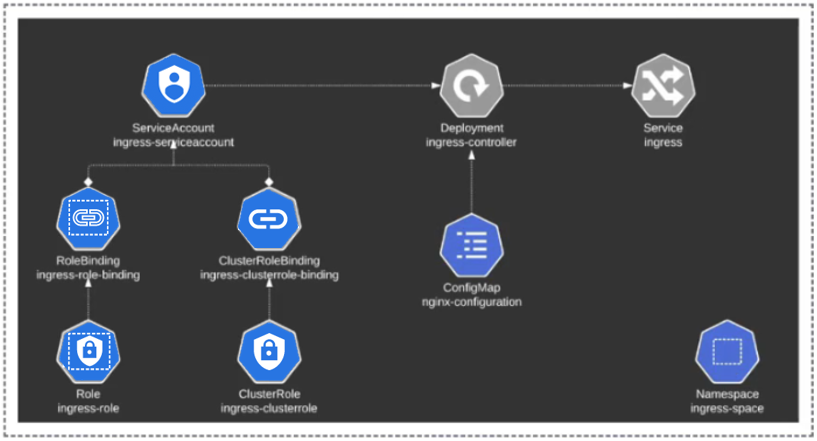 ServiceAccount
ingress-serviceaccount
Deployment
ingress-controller
Service
ingress
RoleBinding
ingress-role-binding
ClusterRoleBinding
ingress-clusterrole-binding
ConfigMap
nginx-configuration
Role
ingress-role
ClusterRole
ingress-clusterrole
Namespace
ingress-space